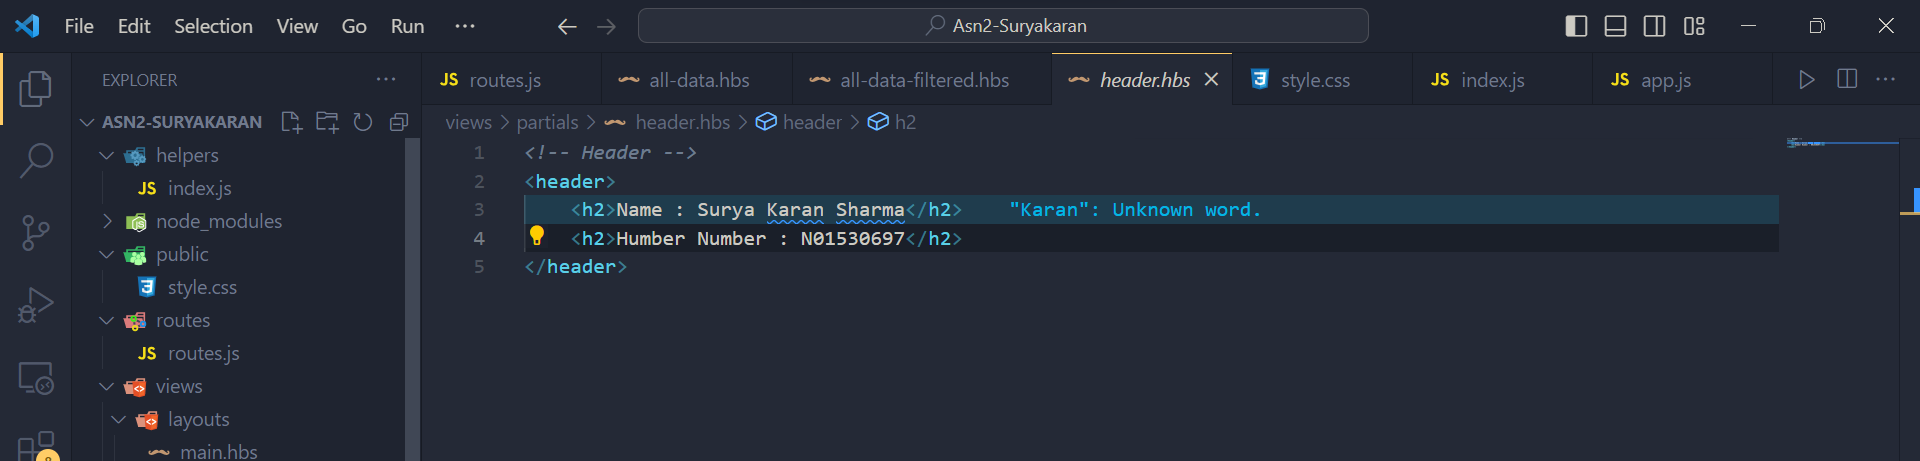 File Edit Selection View Go Run ··· Asn2-Suryakaran
EXPLORER ···
JS routes.js all-data.hbs all-data-filtered.hbs header.hbs style.css JS index.js JS app.js ···
ASN2-SURYAKARAN
views > partials > header.hbs > header > h2
helpers
JS index.js
node_modules
public
style.css
routes
JS routes.js
views
layouts
main.hbs
1 <!-- Header -->
2 <header>
3 <h2>Name : Surya Karan Sharma</h2> "Karan": Unknown word.
4 <h2>Humber Number : N01530697</h2>
5 </header>